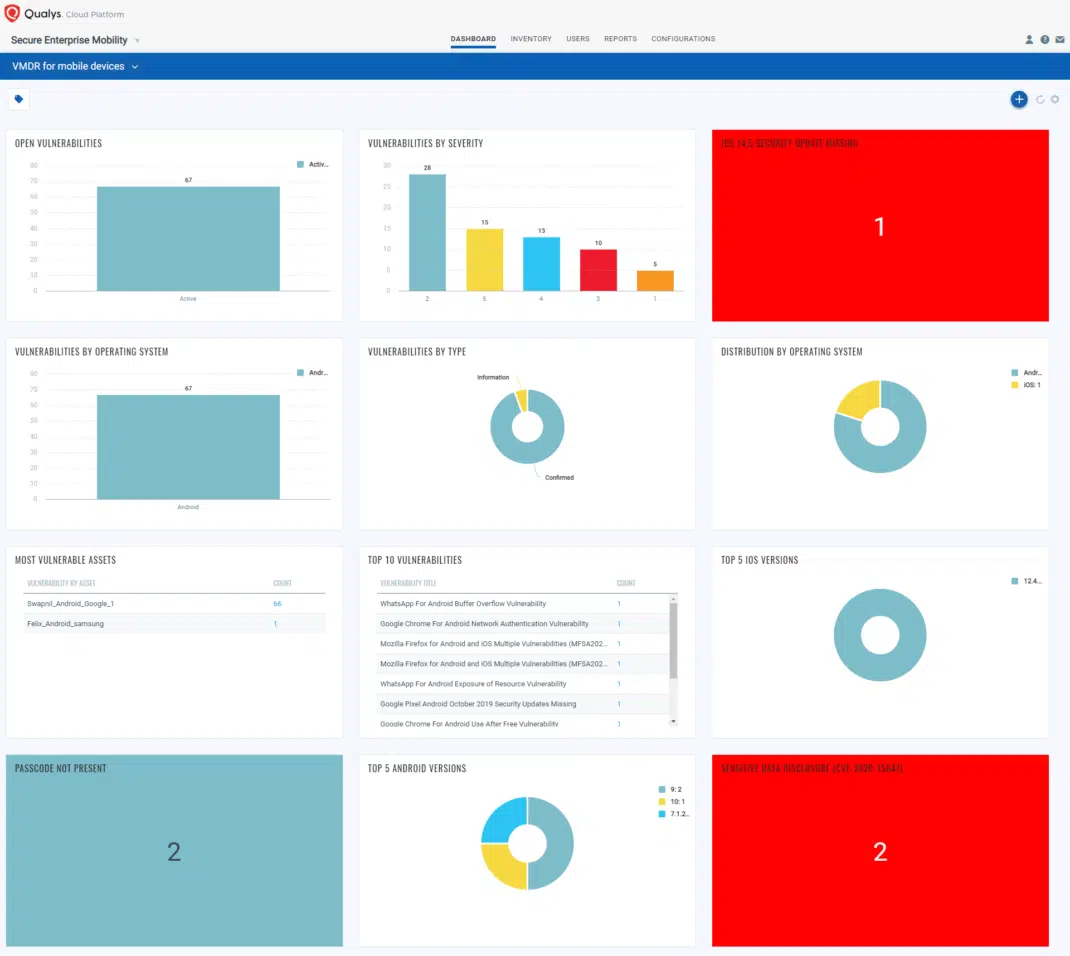 Qualys. Cloud Platform
Secure Enterprise Mobility
DASHBOARD INVENTORY USERS REPORTS CONFIGURATIONS
VMDR for mobile devices
OPEN VULNERABILITIES
Activ...
80
70
60
50
40
30
20
10
0
67
Active
VULNERABILITIES BY SEVERITY
30
25
20
15
10
5
0
28
15
13
10
5
2 5 4 3 1
IOS 14.5 SECURITY UPDATE MISSING
1
VULNERABILITIES BY OPERATING SYSTEM
Andr...
80
70
60
50
40
30
20
10
0
67
Android
VULNERABILITIES BY TYPE
Information
Confirmed
DISTRIBUTION BY OPERATING SYSTEM
Andr...
iOS: 1
MOST VULNERABLE ASSETS
VULNERABILITY BY ASSET COUNT
Swapnil_Android_Google_1 66
Felix_Android_samsung 1
TOP 10 VULNERABILITIES
VULNERABILITY TITLE COUNT
WhatsApp For Android Buffer Overflow Vulnerability 1
Google Chrome For Android Network Authentication Vulnerability 1
Mozilla Firefox for Android and iOS Multiple Vulnerabilities (MFSA202... 1
Mozilla Firefox for Android and iOS Multiple Vulnerabilities (MFSA202... 1
WhatsApp For Android Exposure of Resource Vulnerability 1
Google Pixel Android October 2019 Security Updates Missing 1
Google Chrome For Android Use After Free Vulnerability 1
TOP 5 IOS VERSIONS
12.4...
PASSCODE NOT PRESENT
2
TOP 5 ANDROID VERSIONS
9: 2
10: 1
7.1.2...
SENSITIVE DATA DISCLOSURE
2